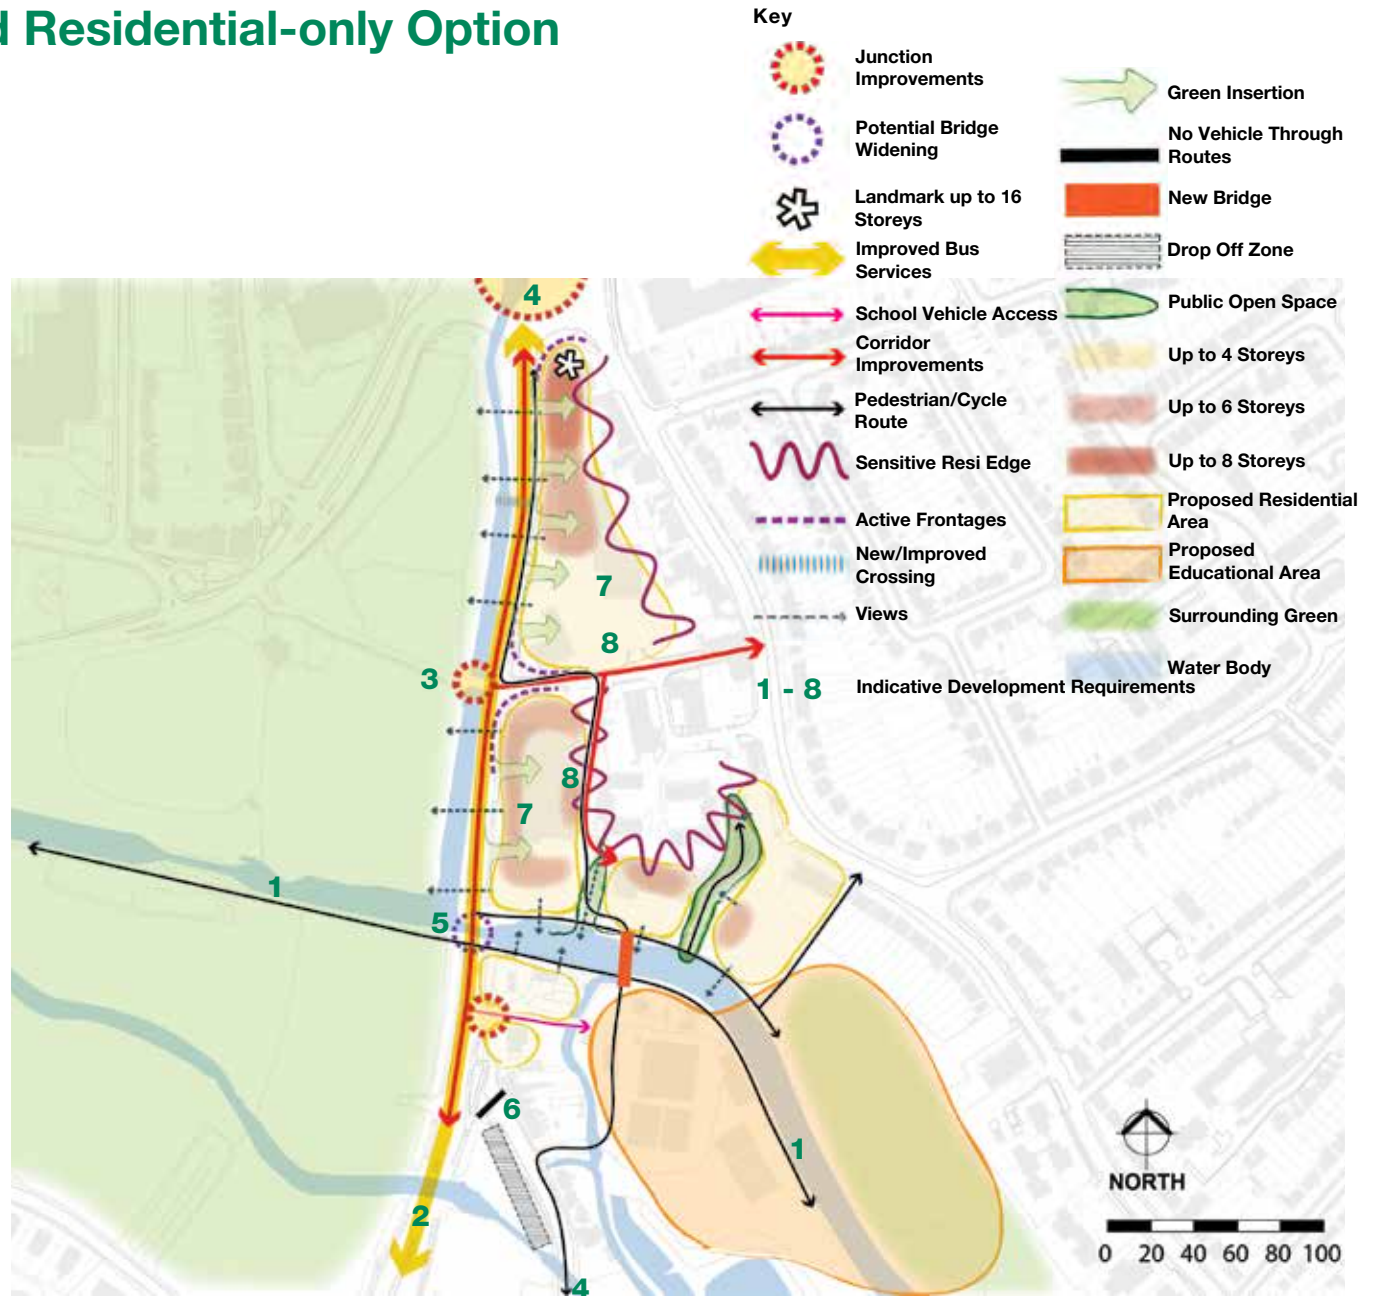 d Residential-only Option
Key
Junction
Improvements
Potential Bridge
Widening
Landmark up to 16
Storeys
Improved Bus
Services
School Vehicle Access
Corridor
Improvements
Pedestrian/Cycle
Route
Sensitive Resi Edge
Active Frontages
New/Improved
Crossing
Views
1 - 8
Indicative Development Requirements
Green Insertion
No Vehicle Through
Routes
New Bridge
Drop Off Zone
Public Open Space
Up to 4 Storeys
Up to 6 Storeys
Up to 8 Storeys
Proposed Residential
Area
Proposed
Educational Area
Surrounding Green
Water Body
4
7
8
3
8
7
1
5
6
1
2
4
NORTH
0 20 40 60 80 100